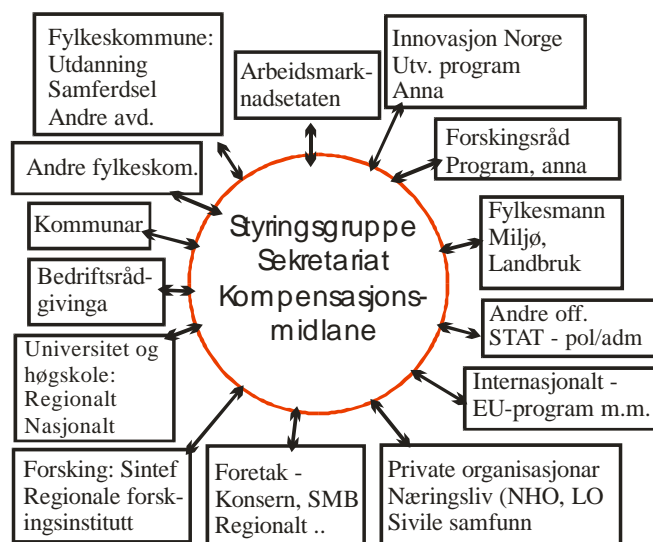 Fylkeskommune:
Utdanning
Samferdsel
Andre avd.
Arbeidsmark-
nadsetaten
Innovasjon Norge
Utv. program
Anna
Forskingsråd
Program, anna
Andre fylkeskom.
Kommunar
Fylkesmann
Miljø,
Landbruk
Styringsgruppe
Sekretariat
Kompensasjons-
midlane
Bedriftsråd-
givinga
Andre off.
STAT - pol/adm
Universitet og
høgskole:
Regionalt
Nasjonalt
Internasjonalt -
EU-program m.m.
Forsking: Sintef
Regionale forsk-
ingsinstitutt
Foretak -
Konsern, SMB
Regionalt ..
Private organisasjonar
Næringsliv (NHO, LO
Sivile samfunn